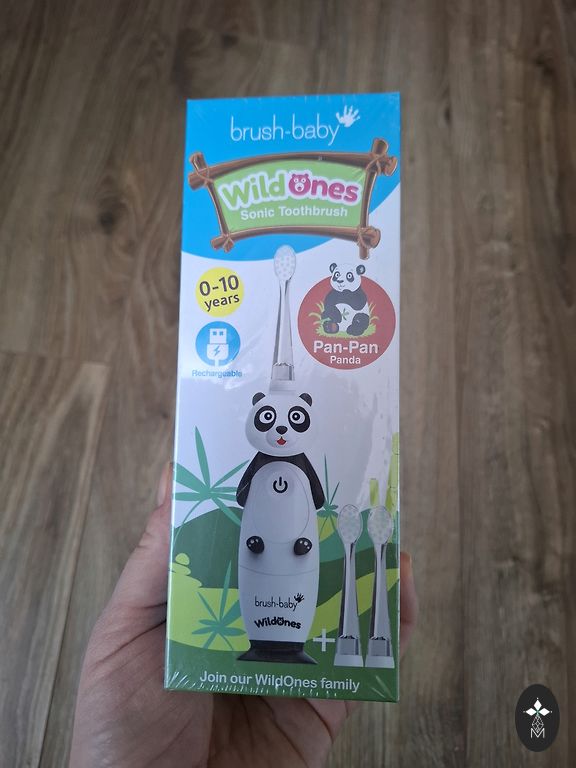 brush-baby
WildOnes
Sonic Toothbrush
0-10
years
Rechargeable
Pan-Pan
Panda
brush-baby
WildOnes
+
Join our WildOnes family
M